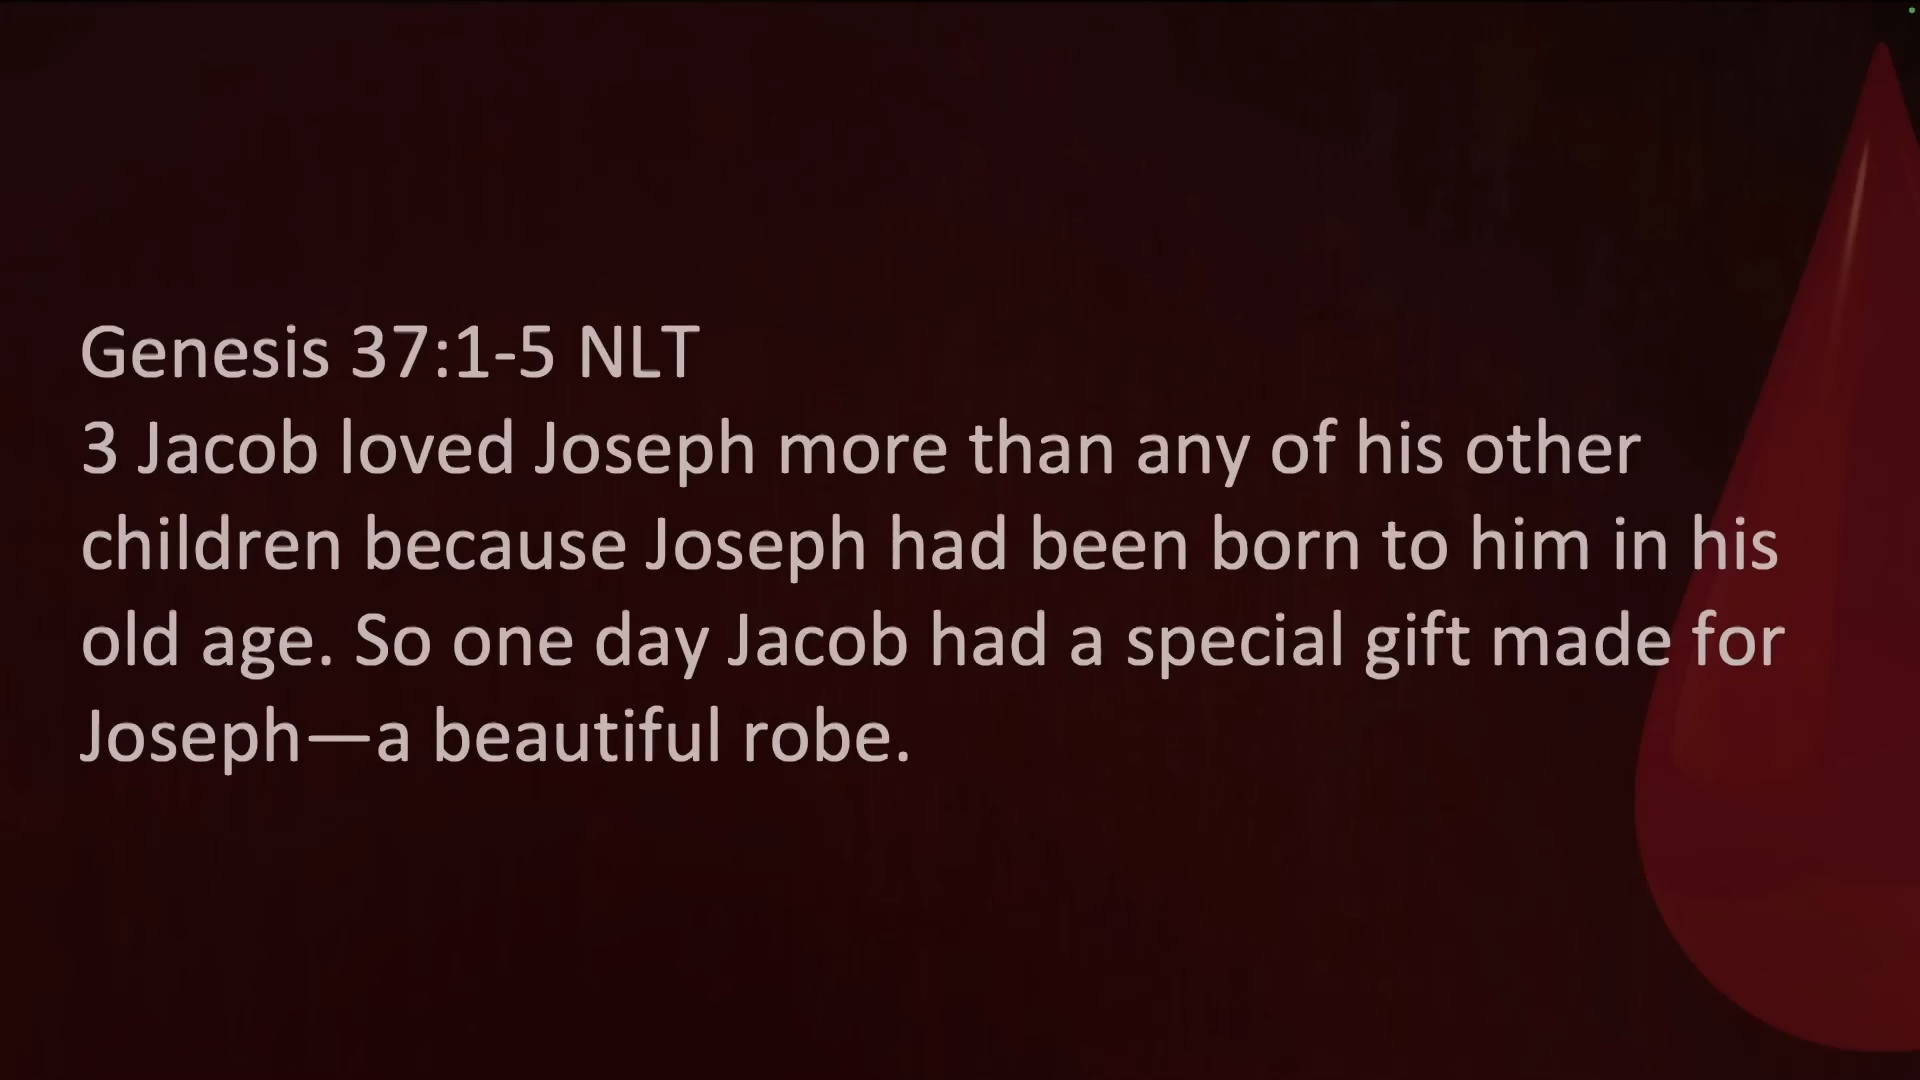 Genesis 37:1-5 NLT
3 Jacob loved Joseph more than any of his other
children because Joseph had been born to him in his
old age. So one day Jacob had a special gift made for
Joseph—a beautiful robe.